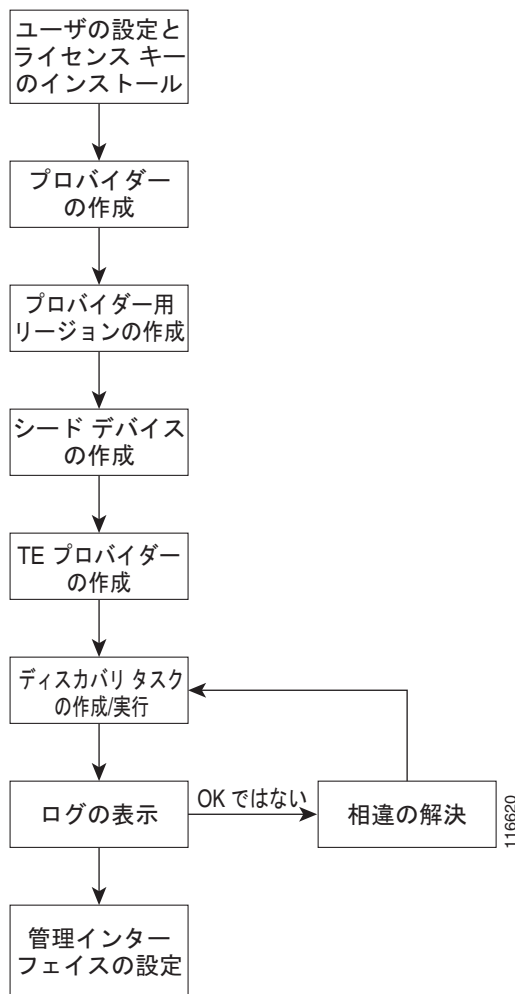 ユーザの設定と
ライセンス キー
のインストール
プロバイダー
の作成
プロバイダー用
リージョンの作成
シード デバイス
の作成
TE プロバイダー
の作成
ディスカバリ タスク
の作成/実行
ログの表示
OK ではない
相違の解決
116620
管理インター
フェイスの設定